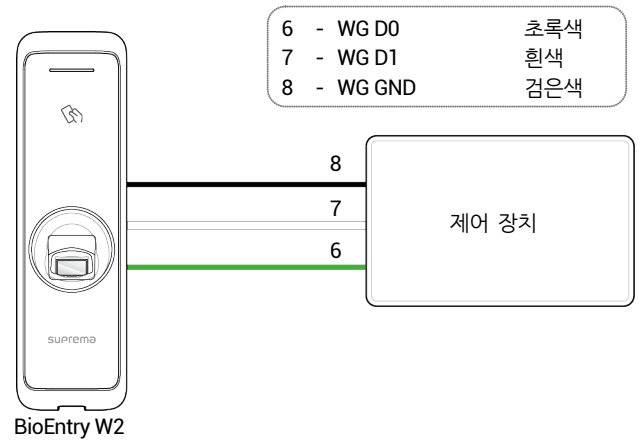 6 - WG D0 초록색
7 - WG D1 흰색
8 - WG GND 검은색
8
7
제어 장치
6
suprema
BioEntry W2